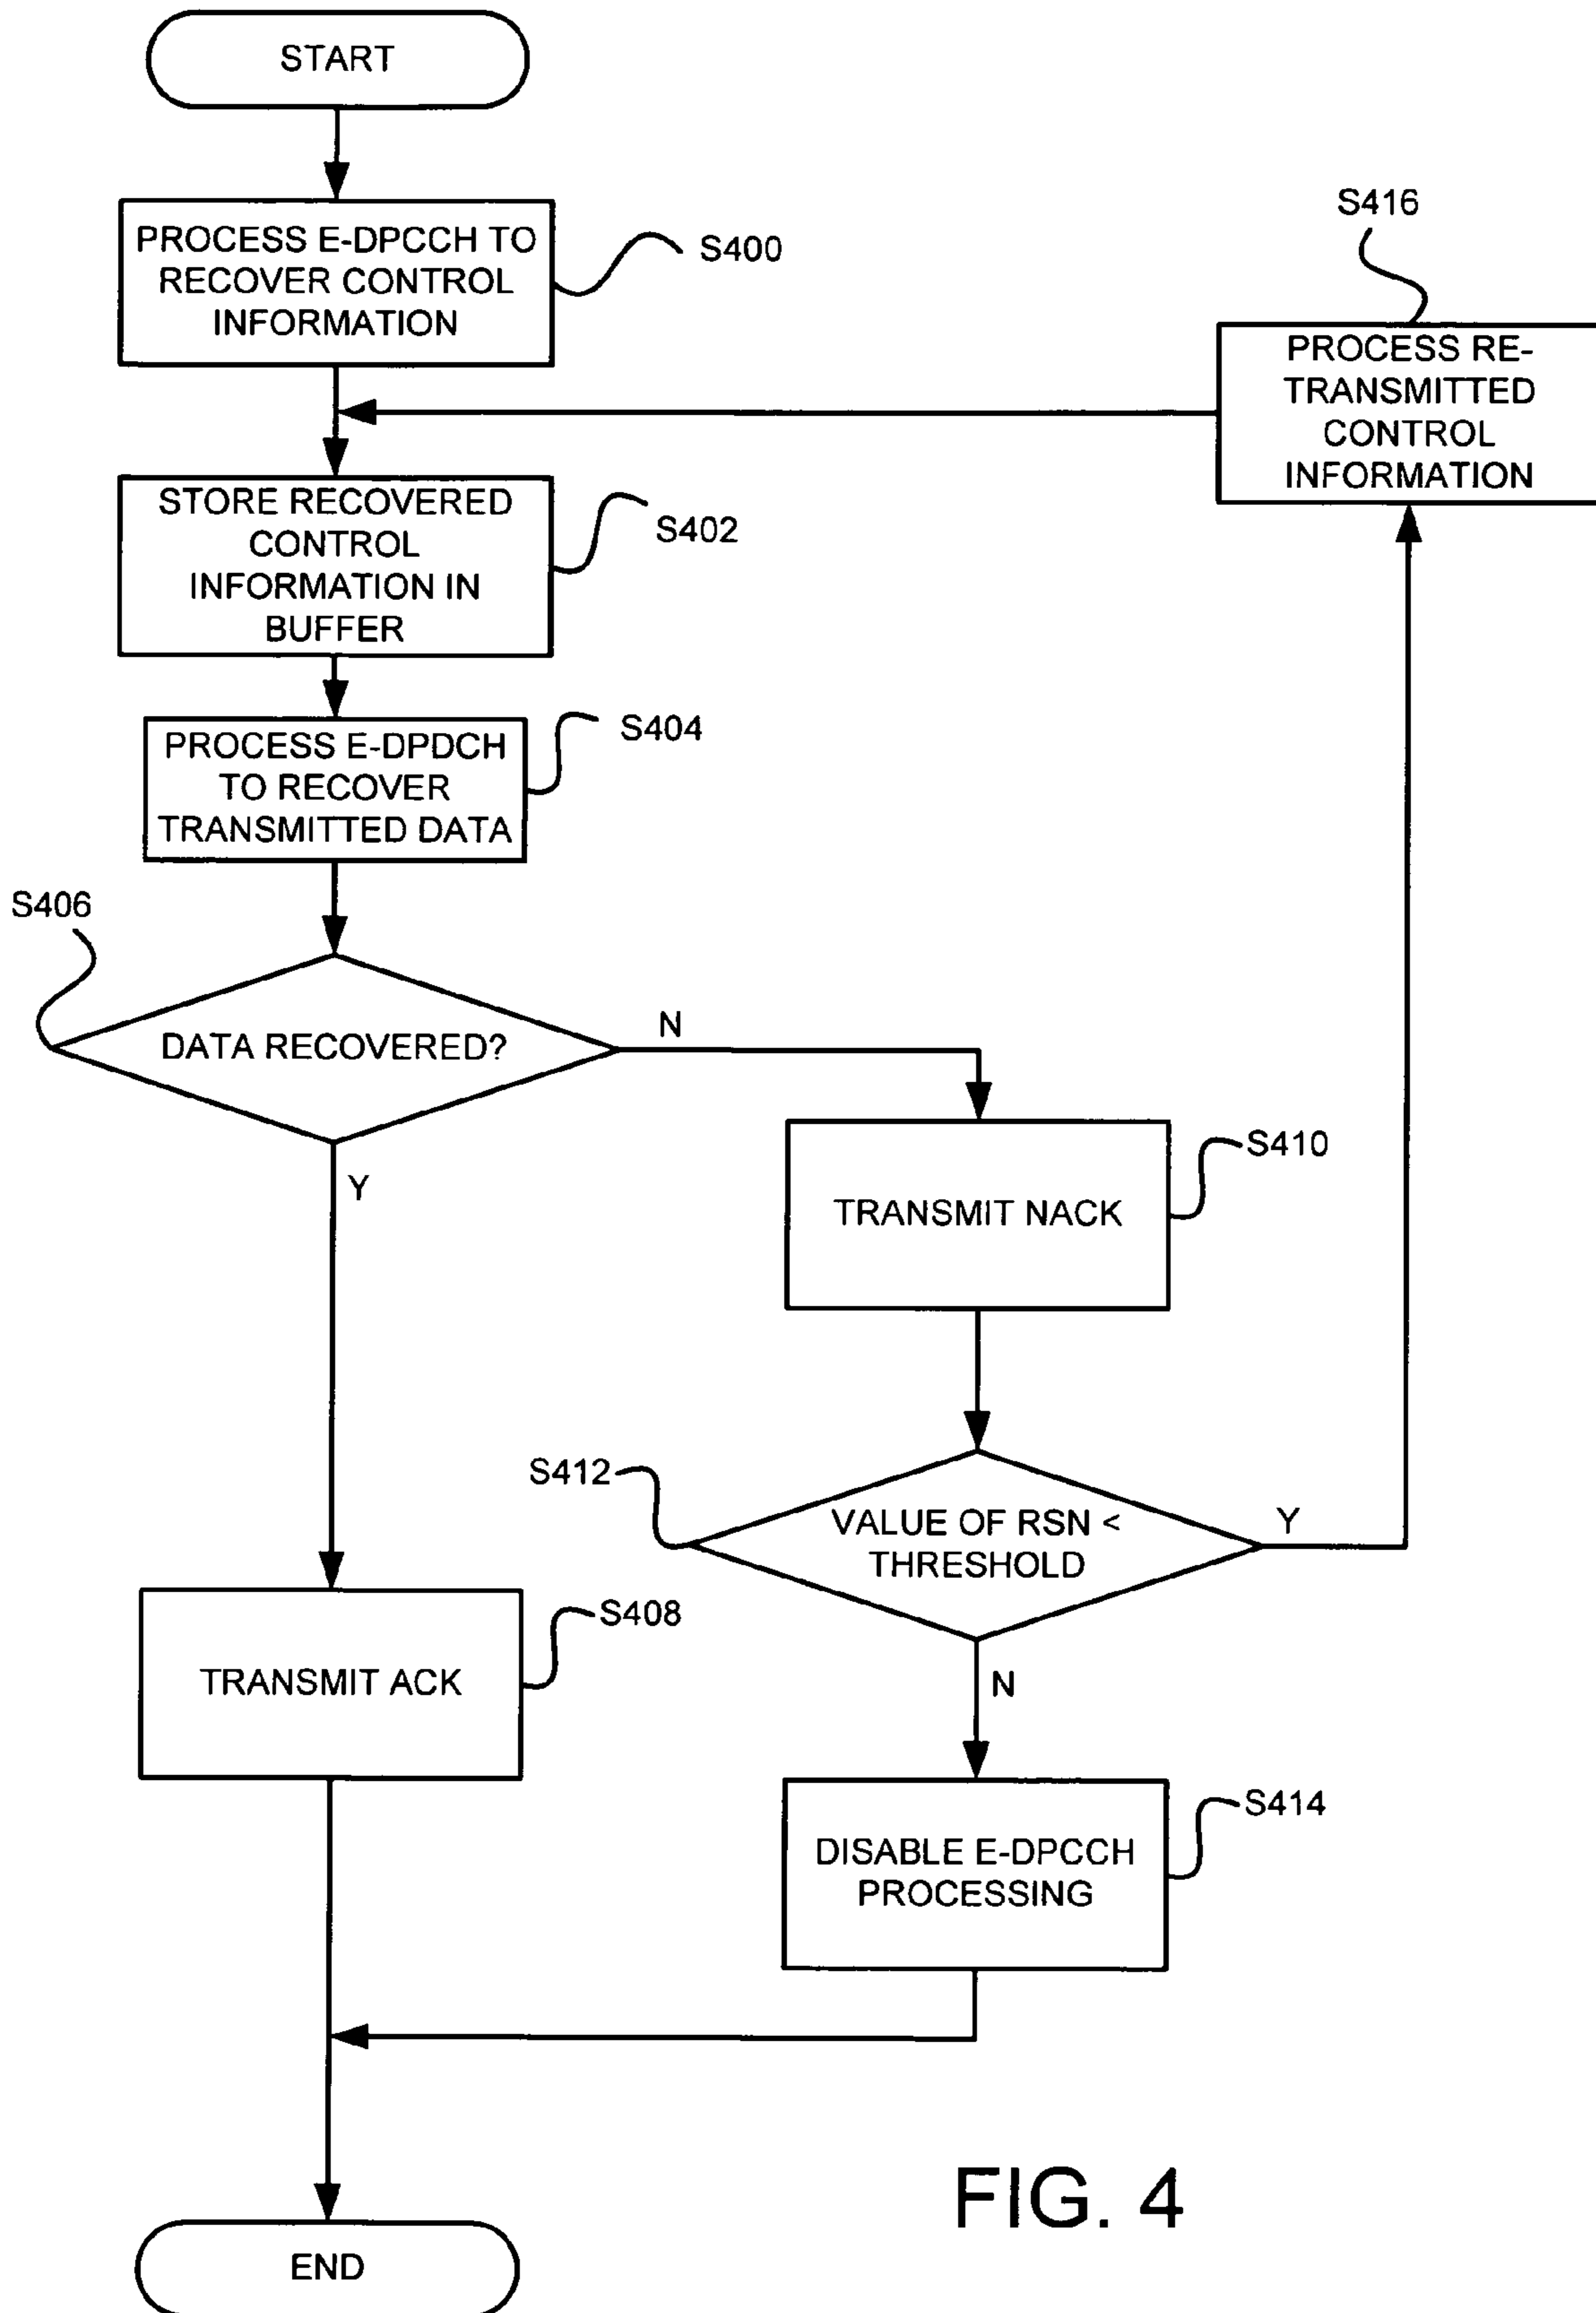 START
PROCESS E-DPCCH TO
RECOVER CONTROL
INFORMATION
S400
S416
PROCESS RE-
TRANSMITTED
CONTROL
INFORMATION
STORE RECOVERED
CONTROL
INFORMATION IN
BUFFER
S402
PROCESS E-DPDCH
TO RECOVER
TRANSMITTED DATA
S404
S406
DATA RECOVERED?
N
Y
TRANSMIT NACK
S410
S412
VALUE OF RSN <
THRESHOLD
Y
N
TRANSMIT ACK
S408
DISABLE E-DPCCH
PROCESSING
S414
END
FIG. 4